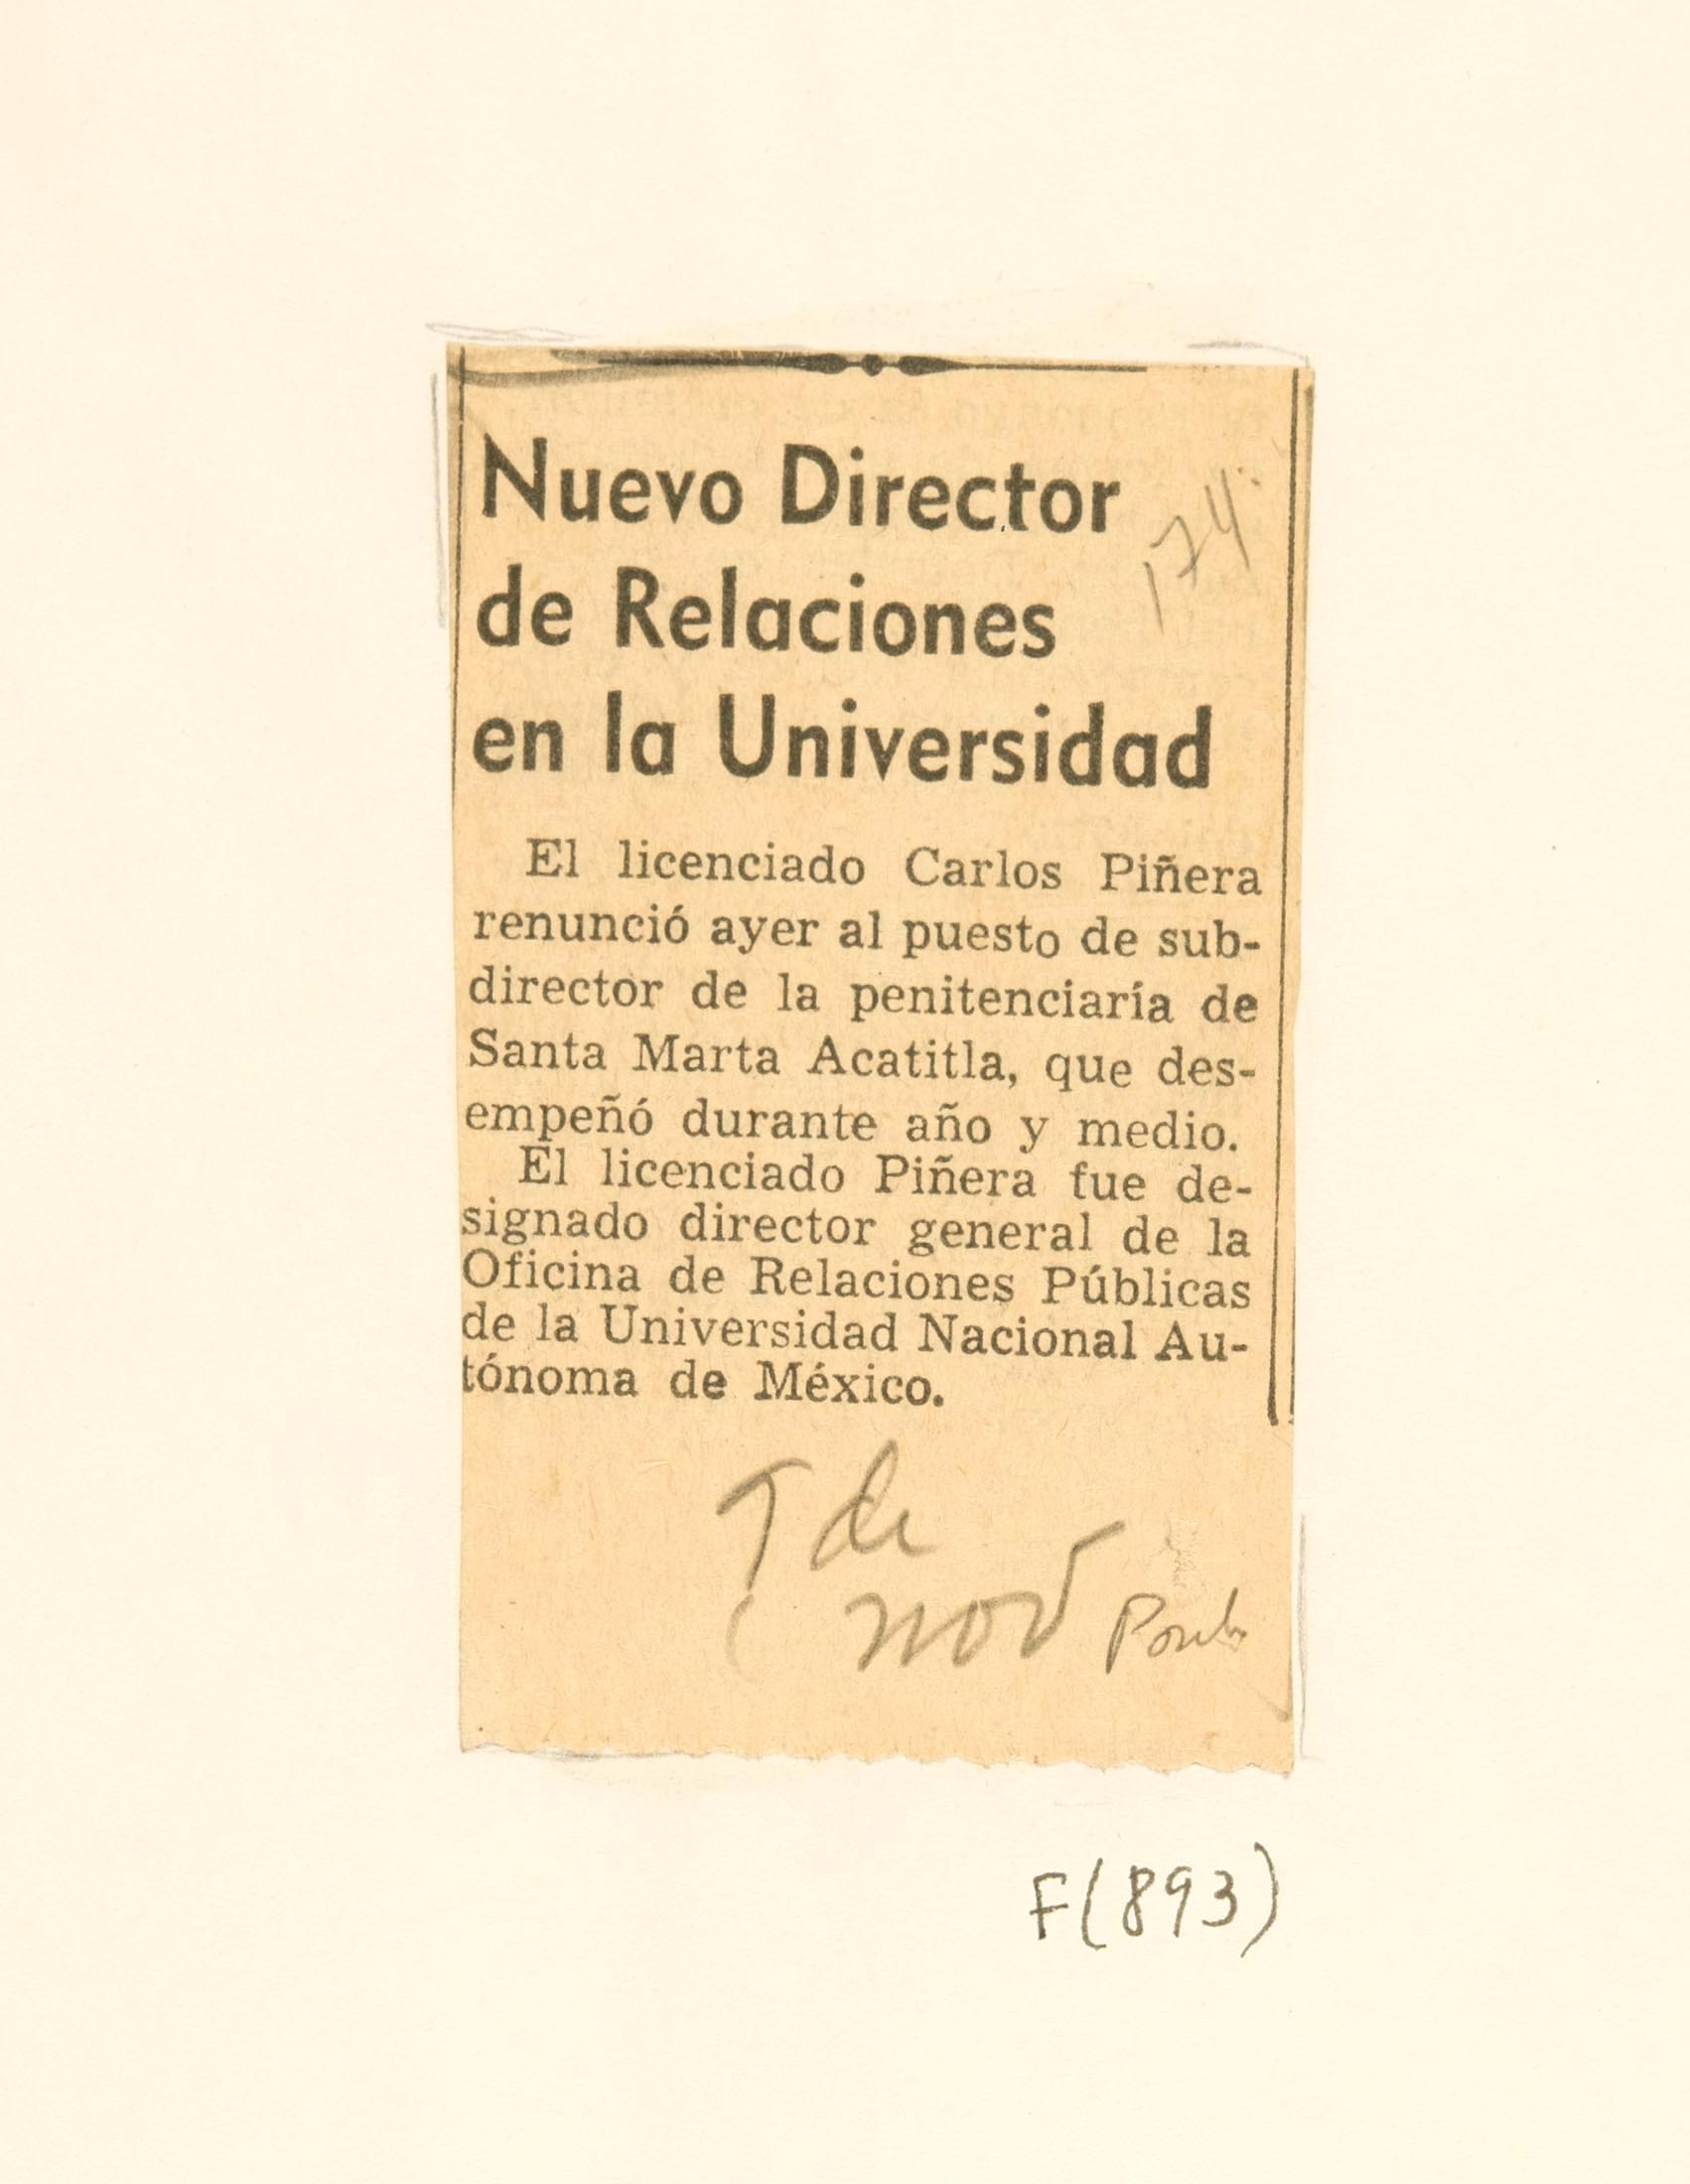 Nuevo Director
de Relaciones
en la Universidad
174.
El licenciado Carlos Piñera
renunció ayer al puesto de sub-
director de la penitenciaría de
Santa Marta Acatitla, que des-
empeñó durante año y medio.
El licenciado Piñera fue de-
signado director general de la
Oficina de Relaciones Públicas
de la Universidad Nacional Au-
tónoma de México.
de
nov
F(893)